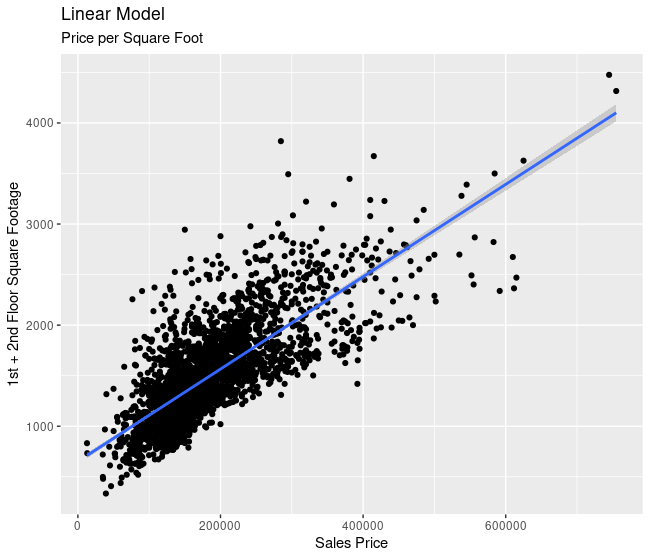 Linear Model
Price per Square Foot
1st + 2nd Floor Square Footage
4000
3000
2000
1000
0
200000
400000
600000
Sales Price